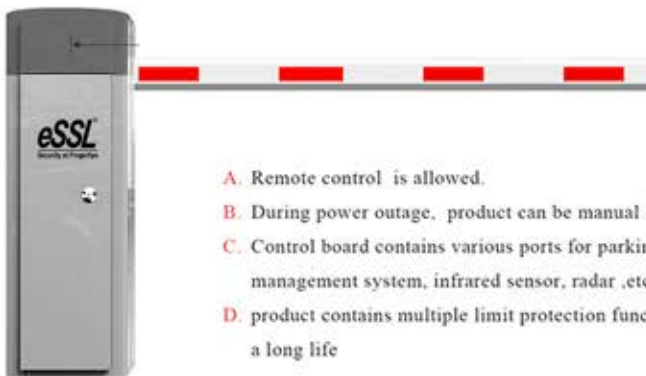 eSSL
Security at Fingertips
A. Remote control is allowed.
B. During power outage, product can be manual
C. Control board contains various ports for parkin
management system, infrared sensor, radar ,etc
D. product contains multiple limit protection func
a long life